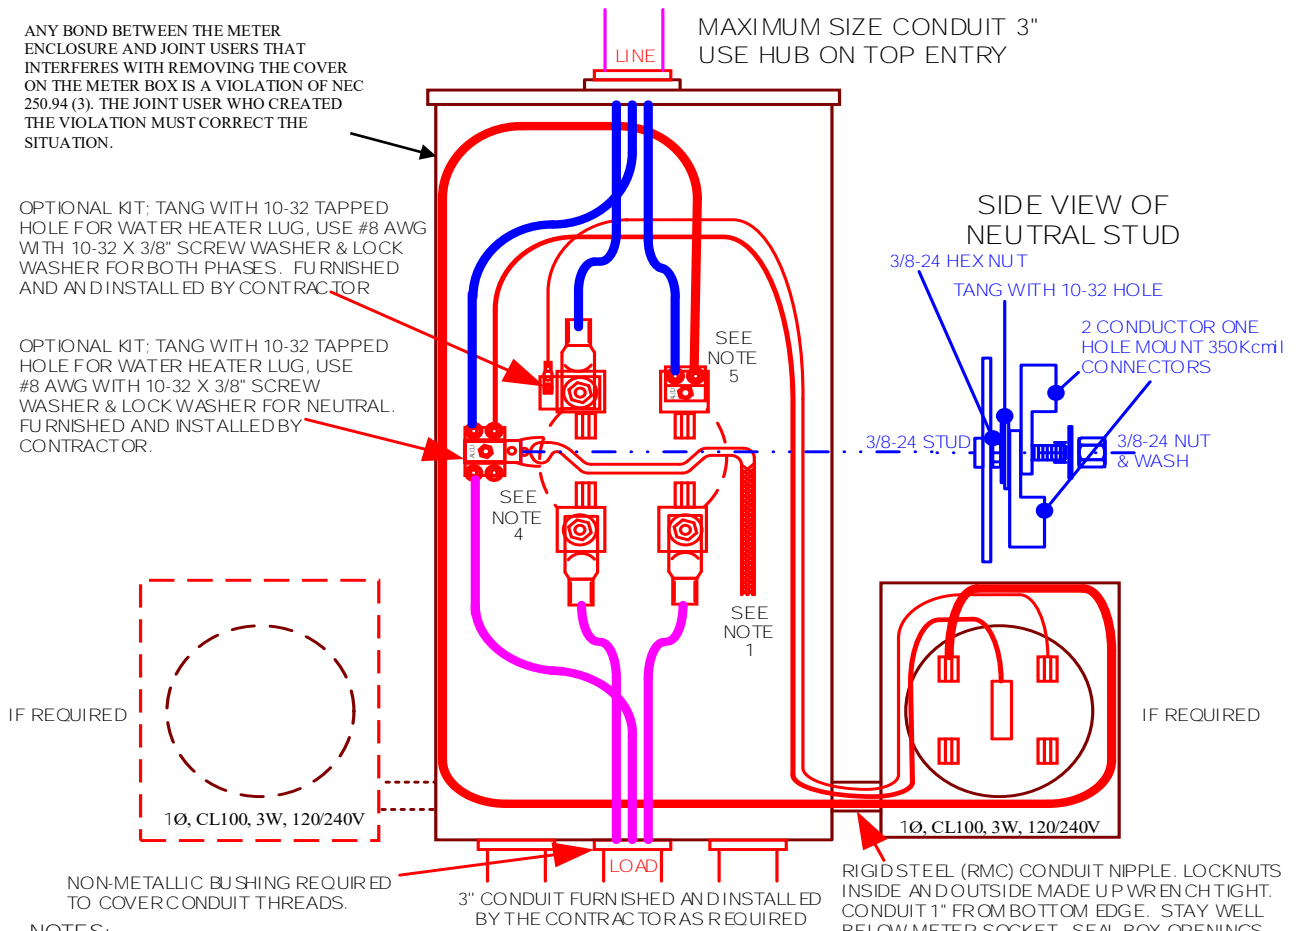 ANY BOND BETWEEN THE METER
ENCLOSURE AND JOINT USERS THAT
INTERFERES WITH REMOVING THE COVER
ON THE METER BOX IS A VIOLATION OF NEC
250.94 (3). THE JOINT USER WHO CREATED
THE VIOLATION MUST CORRECT THE
SITUATION.
LINE
MAXIMUM SIZE CONDUIT 3"
USE HUB ON TOP ENTRY
OPTIONAL KIT; TANG WITH 10-32 TAPPED
HOLE FOR WATER HEATER LUG, USE #8 AWG
WITH 10-32 X 3/8" SCREW WASHER & LOCK
WASHER FOR BOTH PHASES. FURNISHED
AND AND INSTALLED BY CONTRACTOR
OPTIONAL KIT; TANG WITH 10-32 TAPPED
HOLE FOR WATER HEATER LUG, USE
#8 AWG WITH 10-32 X 3/8" SCREW
WASHER & LOCK WASHER FOR NEUTRAL.
FURNISHED AND INSTALLED BY
CONTRACTOR.
SEE
NOTE
5
SEE
NOTE
4
SEE
NOTE
1
SIDE VIEW OF
NEUTRAL STUD
3/8-24 HEX NUT
TANG WITH 10-32 HOLE
2 CONDUCTOR ONE
HOLE MOUNT 350Kcmil
CONNECTORS
3/8-24 STUD
3/8-24 NUT
& WASH
IF REQUIRED
1Ø, CL100, 3W, 120/240V
IF REQUIRED
1Ø, CL100, 3W, 120/240V
LOAD
NON-METALLIC BUSHING REQUIRED
TO COVER CONDUIT THREADS.
3" CONDUIT FURNISHED AND INSTALLED
BY THE CONTRACTOR AS REQUIRED
RIGID STEEL (RMC) CONDUIT NIPPLE. LOCKNUTS
INSIDE AND OUTSIDE MADE UP WRENCH TIGHT.
CONDUIT 1" FROM BOTTOM EDGE. STAY WELL
BELOW METER SOCKET. SEAL BOX OPENINGS
NOTES: